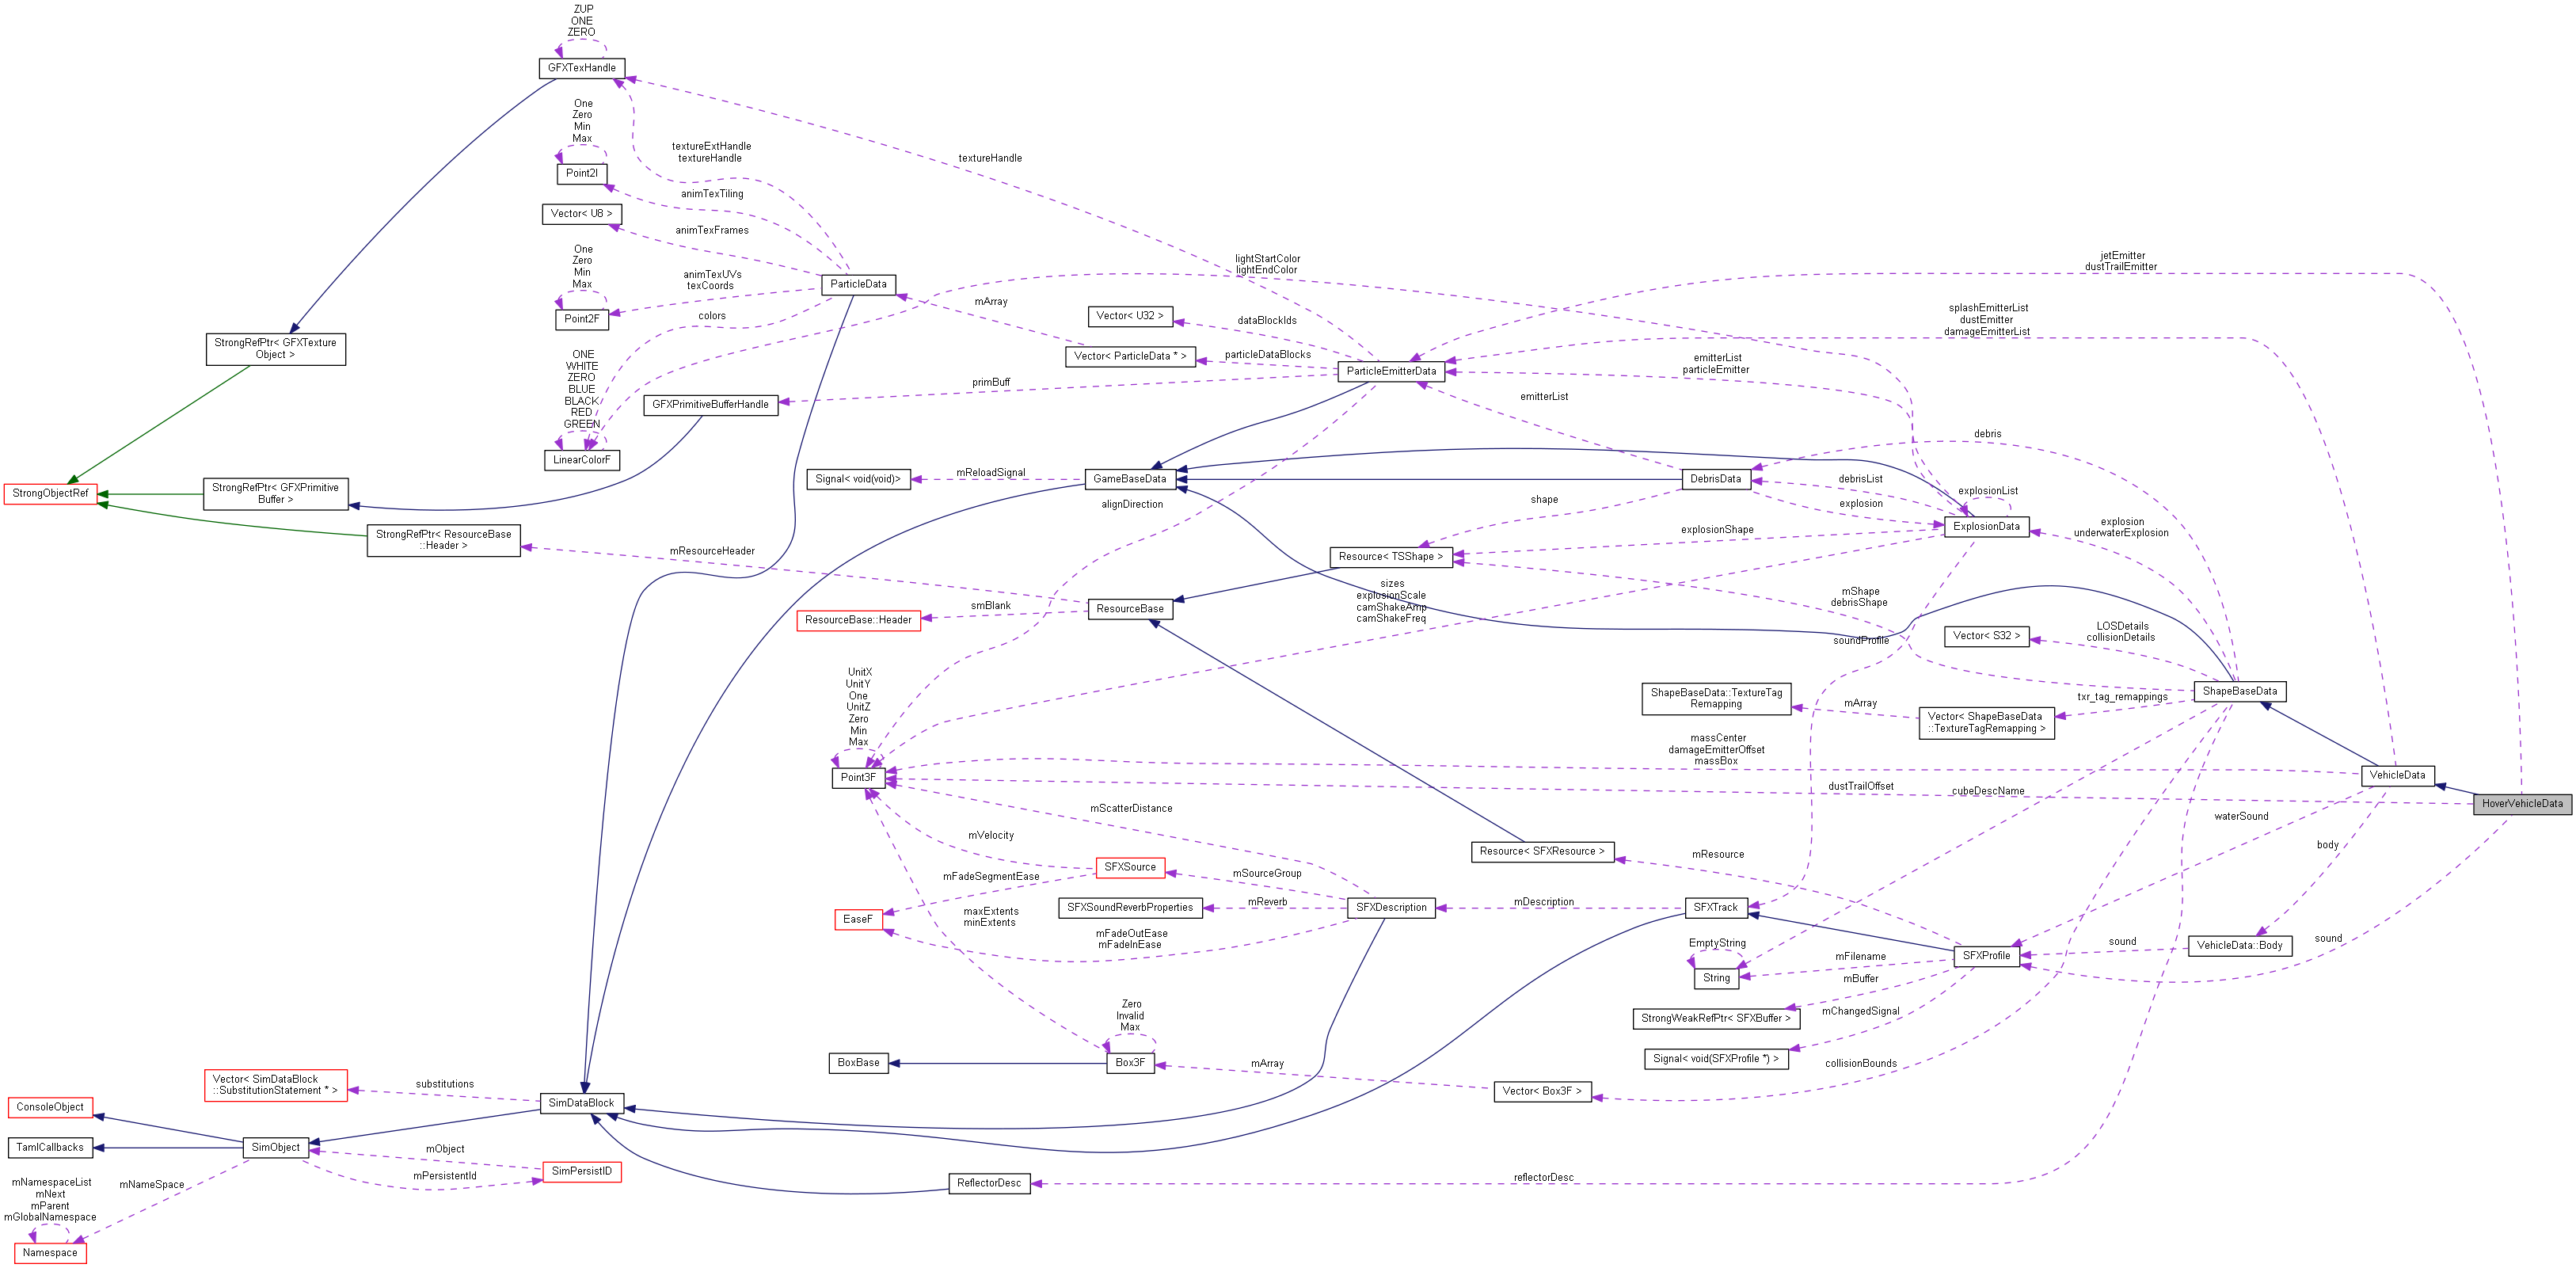 ZUP
ONE
ZERO
GFXTexHandle
One
Zero
Min
Max
Point2I
textureExtHandle
textureHandle
textureHandle
animTexTiling
Vector< U8 >
animTexFrames
One
Zero
Min
Max
Point2F
animTexUVs
texCoords
ParticleData
colors
mArray
lightStartColor
lightEndColor
jetEmitter
dustTrailEmitter
Vector< U32 >
dataBlockIds
splashEmitterList
dustEmitter
damageEmitterList
StrongRefPtr< GFXTexture
Object >
Vector< ParticleData * >
particleDataBlocks
emitterList
particleEmitter
ParticleEmitterData
ONE
WHITE
ZERO
BLUE
BLACK
RED
GREEN
LinearColorF
primBuff
GFXPrimitiveBufferHandle
emitterList
debris
StrongObjectRef
StrongRefPtr< GFXPrimitive
Buffer >
Signal< void(void)>
mReloadSignal
GameBaseData
DebrisData
debrisList
explosionList
alignDirection
shape
explosion
ExplosionData
explosion
underwaterExplosion
StrongRefPtr< ResourceBase
::Header >
mResourceHeader
explosionShape
Resource< TSShape >
sizes
explosionScale
camShakeAmp
camShakeFreq
mShape
debrisShape
ResourceBase::Header
smBlank
ResourceBase
soundProfile
Vector< S32 >
LOSDetails
collisionDetails
UnitX
UnitY
One
UnitZ
Zero
Min
Max
Point3F
ShapeBaseData::TextureTag
Remapping
mArray
Vector< ShapeBaseData
::TextureTagRemapping >
txr_tag_remappings
ShapeBaseData
massCenter
damageEmitterOffset
massBox
VehicleData
dustTrailOffset
cubeDescName
HoverVehicleData
mScatterDistance
waterSound
mVelocity
Resource< SFXResource >
mResource
body
SFXSource
mFadeSegmentEase
mSourceGroup
EaseF
maxExtents
minExtents
SFXSoundReverbProperties
mReverb
SFXDescription
mDescription
SFXTrack
mFadeOutEase
mFadeInEase
EmptyString
String
mFilename
SFXProfile
sound
VehicleData::Body
sound
mBuffer
StrongWeakRefPtr< SFXBuffer >
mChangedSignal
Signal< void(SFXProfile *) >
Zero
Invalid
Max
BoxBase
Box3F
mArray
Vector< Box3F >
collisionBounds
Vector< SimDataBlock
::SubstitutionStatement * >
substitutions
SimDataBlock
ConsoleObject
TamlCallbacks
SimObject
mObject
SimPersistID
mPersistentId
mNameSpace
ReflectorDesc
reflectorDesc
mNamespaceList
mNext
mParent
mGlobalNamespace
Namespace